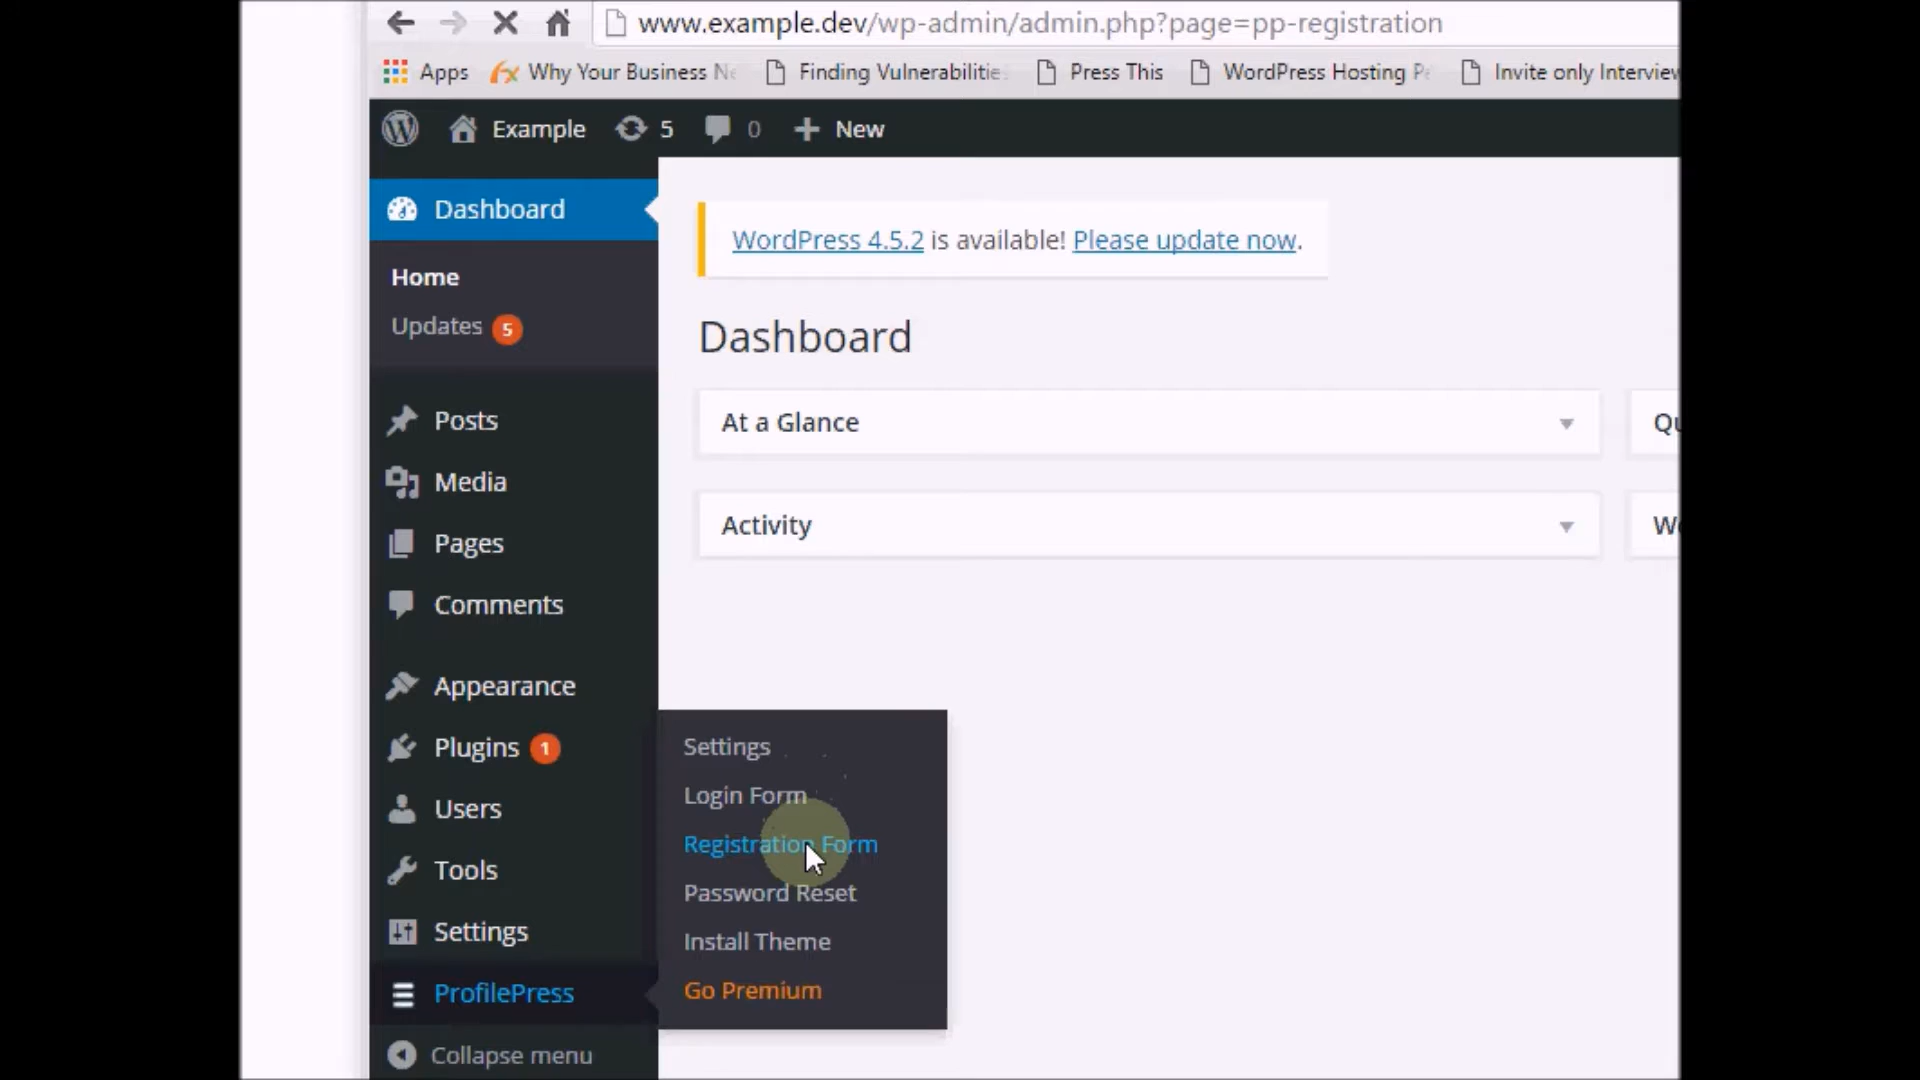 www.example.dev/wp-admin/admin.php?page=pp-registration
Apps Why Your Business Ne Finding Vulnerabilitie Press This WordPress Hosting Invite only Interview
Example 5 0 New
Dashboard
Home
Updates 5
Posts
Media
Pages
Comments
Appearance
Plugins 1
Users
Tools
Settings
ProfilePress
Collapse menu
WordPress 4.5.2 is available! Please update now.
Dashboard
At a Glance
Qu
Activity
Settings
Login Form
Registration Form
Password Reset
Install Theme
Go Premium